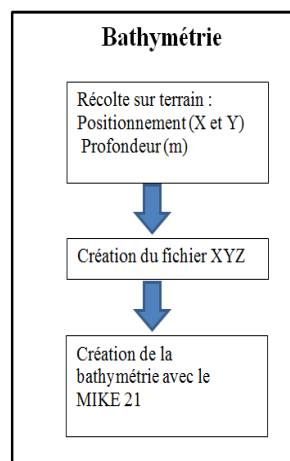 Bathymétrie
Récolte sur terrain :
Positionnement (X et Y)
Profondeur (m)
Création du fichier XYZ
Création de la
bathymétrie avec le
MIKE 21